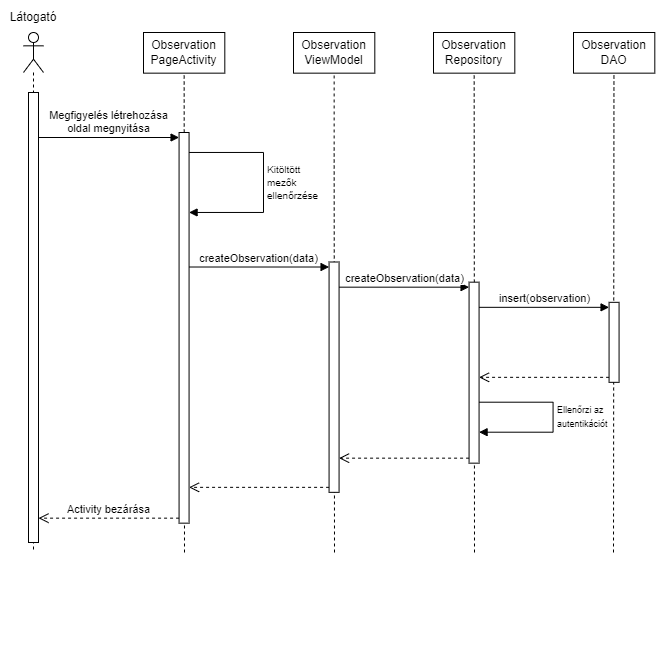 Látogató
Observation
PageActivity
Observation
ViewModel
Observation
Repository
Observation
DAO
Megfigyelés létrehozása
oldal megnyitása
Kitöltött
mezők
ellenőrzése
createObservation(data)
createObservation(data)
insert(observation)
Ellenőrzi az
autentikációt
Activity bezárása